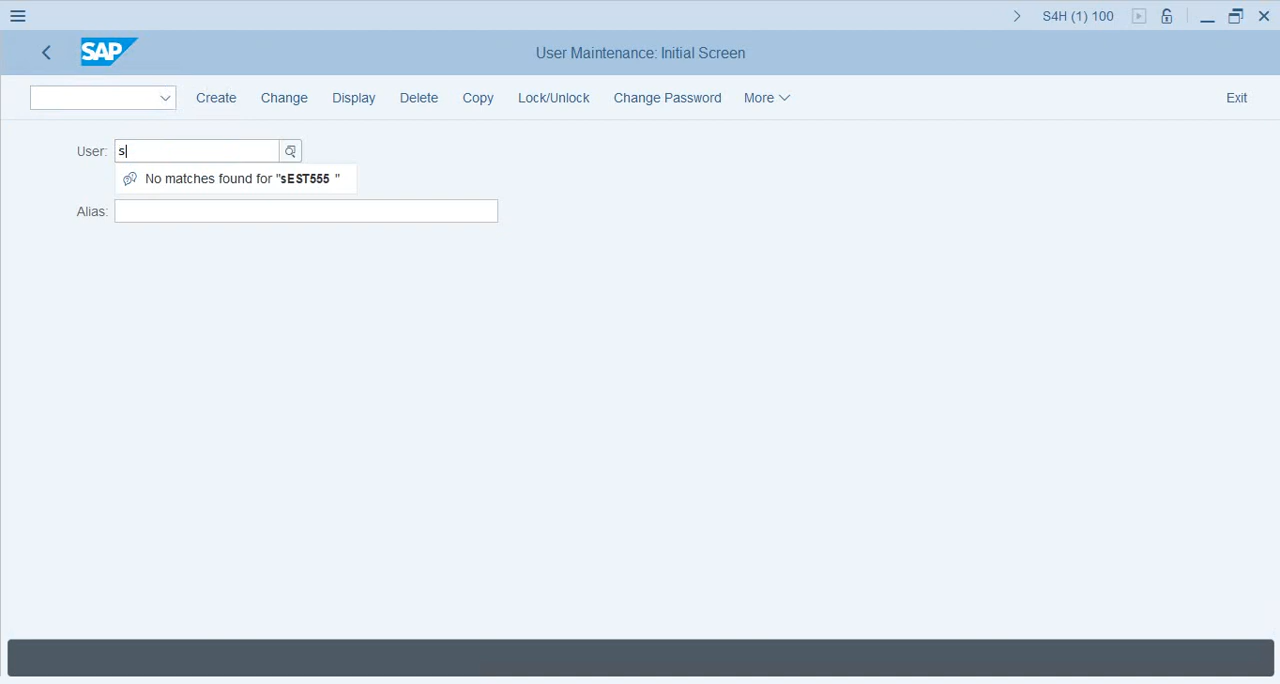 S4H (1) 100
SAP User Maintenance: Initial Screen
Create Change Display Delete Copy Lock/Unlock Change Password More Exit
User: s
No matches found for "sEST555 "
Alias: